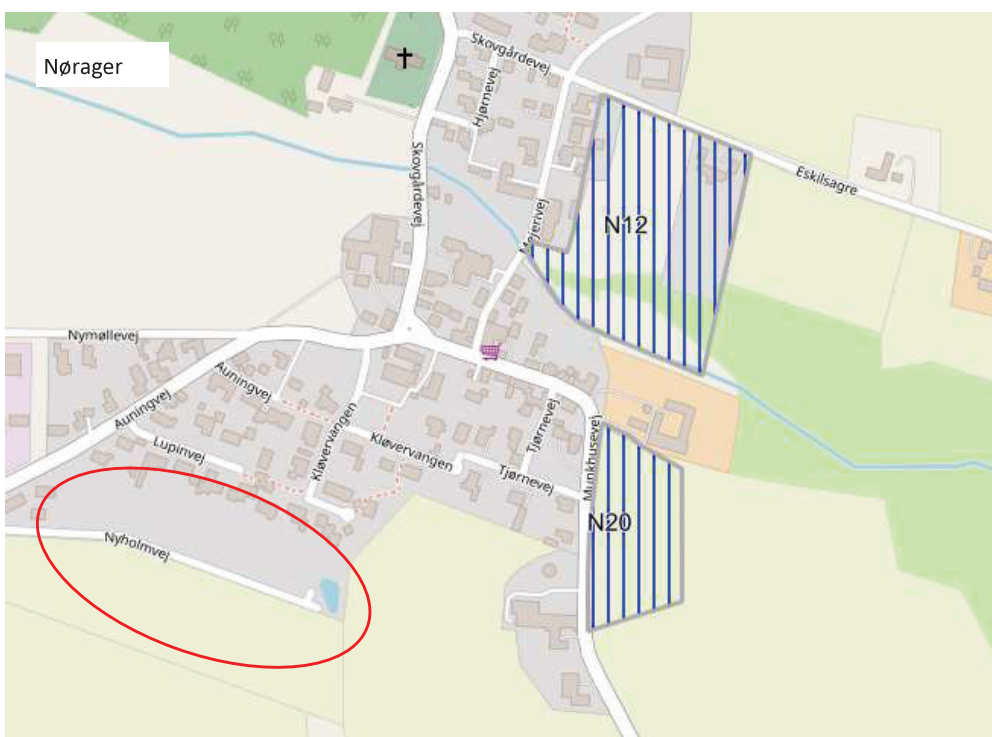 Nørager
Skovgårdevej
Hjørnevej
Skovgårdevej
Eskilsagre
Mejerivej
N12
Nymøllevej
Auningvej
Auningvej
Kløvervangen
Kløvervangen
Lupinvej
Tjørnevej
Tjørnevej
Munkhusevej
N20
Nyholmvej